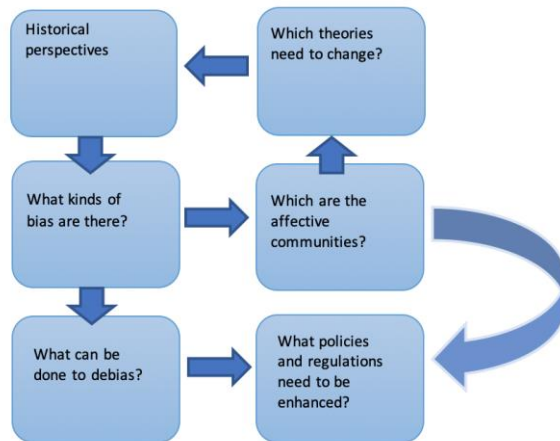 Historical
perspectives
Which theories
need to change?
What kinds of
bias are there?
Which are the
affective
communities?
What can be
done to debias?
What policies
and regulations
need to be
enhanced?